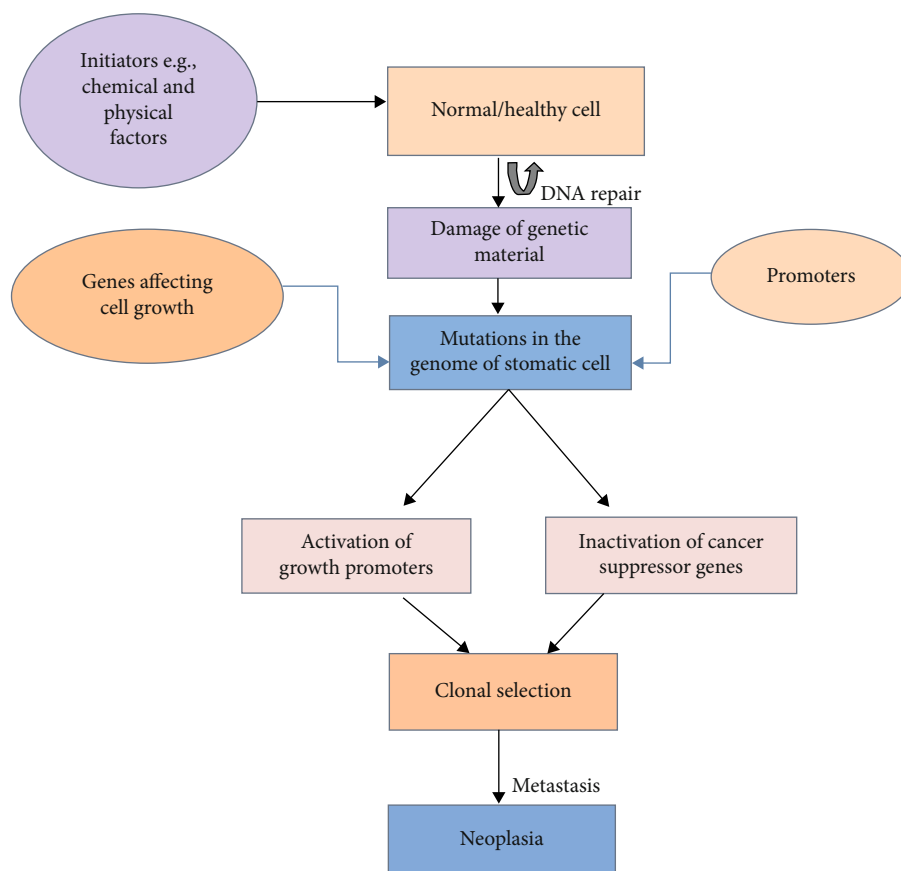 Initiators e.g.,
chemical and
physical
factors
Normal/healthy cell
DNA repair
Damage of genetic
material
Genes affecting
cell growth
Promoters
Mutations in the
genome of stomatic cell
Activation of
growth promoters
Inactivation of cancer
suppressor genes
Clonal selection
Metastasis
Neoplasia